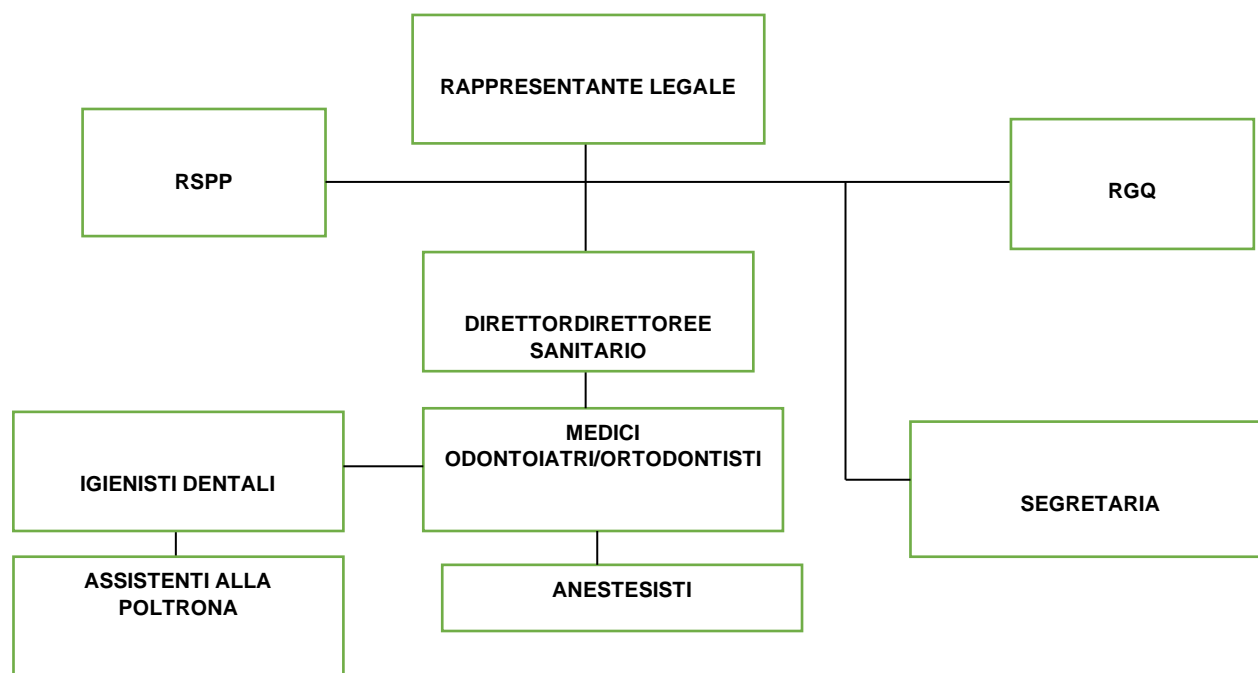 RAPPRESENTANTE LEGALE
RSPP
RGQ
DIRETTORDIRETTOREE
SANITARIO
MEDICI
ODONTOIATRI/ORTODONTISTI
IGIENISTI DENTALI
SEGRETARIA
ASSISTENTI ALLA
POLTRONA
ANESTESISTI